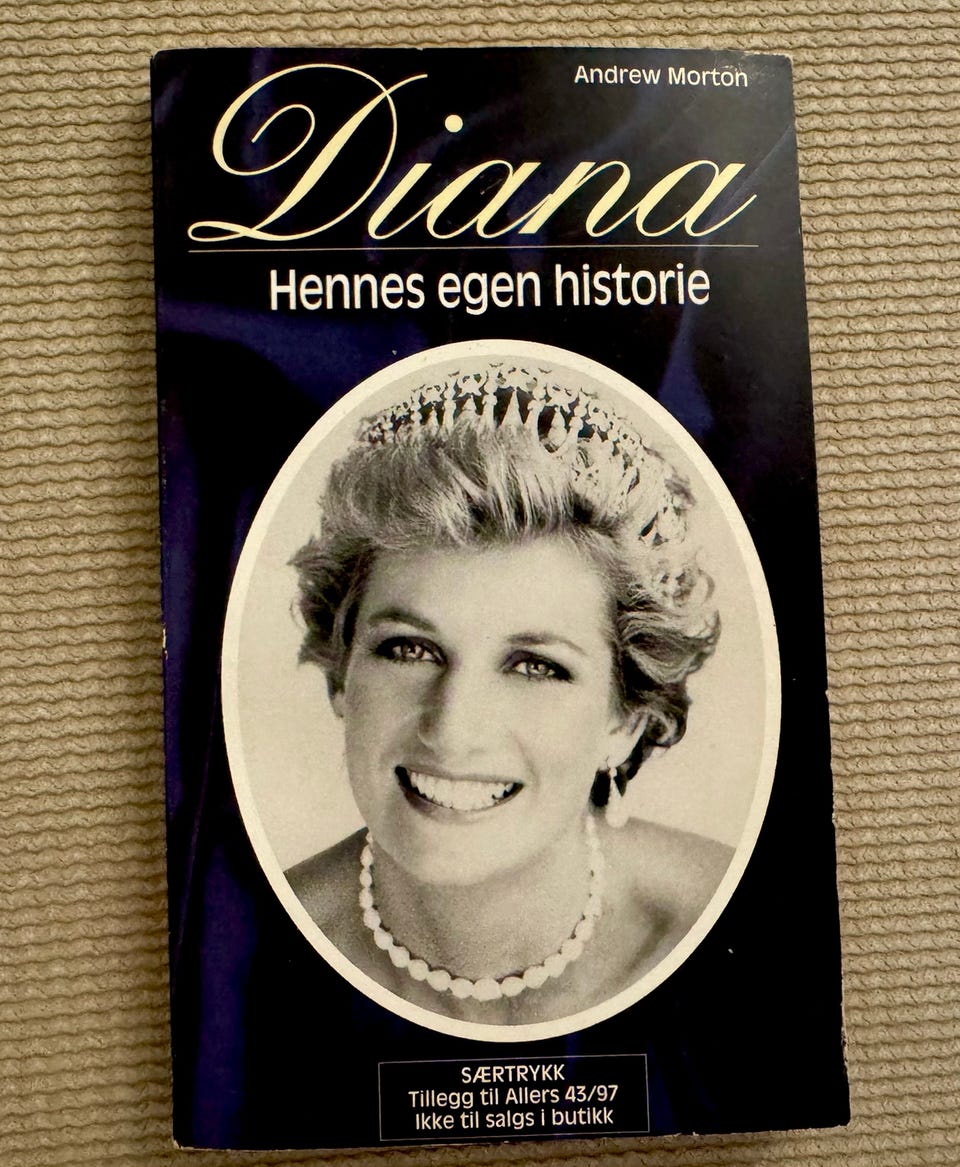 Andrew Morton
Diana
Hennes egen historie
SÆRTRYKK
Tillegg til Allers 43/97
Ikke til salgs i butikk